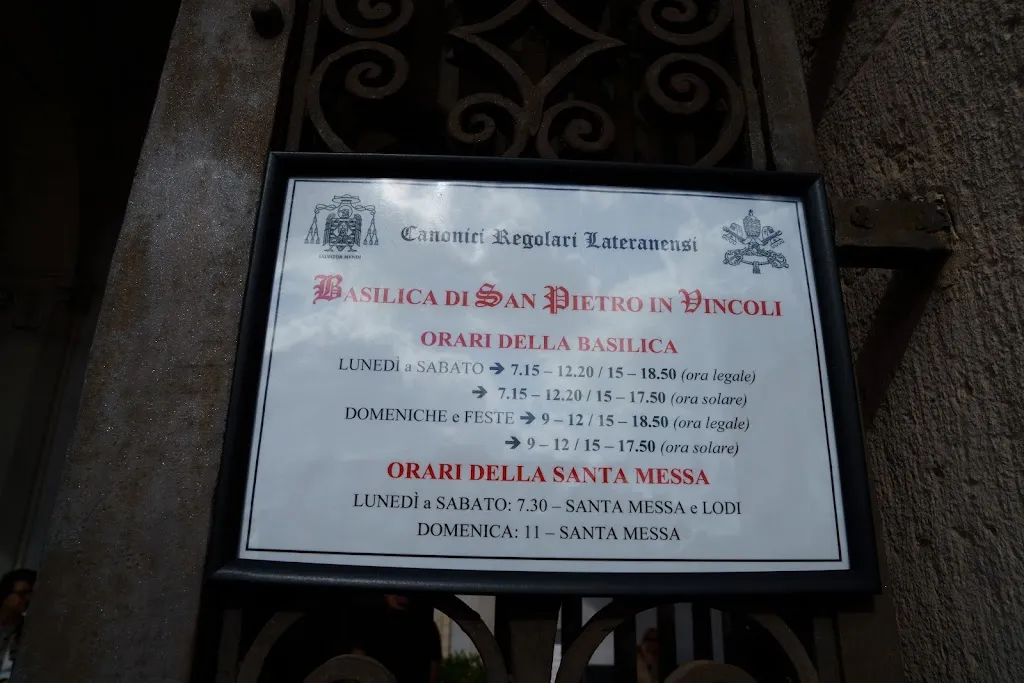 Canonici Regolari Lateranensi
SALVATOR MUNDI
BASILICA DI SAN PIETRO IN VINCOLI
ORARI DELLA BASILICA
LUNEDÌ a SABATO ➔ 7.15 – 12.20 / 15 – 18.50 (ora legale)
➔ 7.15 – 12.20 / 15 – 17.50 (ora solare)
DOMENICHE e FESTE ➔ 9 – 12 / 15 – 18.50 (ora legale)
➔ 9 – 12 / 15 – 17.50 (ora solare)
ORARI DELLA SANTA MESSA
LUNEDÌ a SABATO: 7.30 – SANTA MESSA e LODI
DOMENICA: 11 – SANTA MESSA